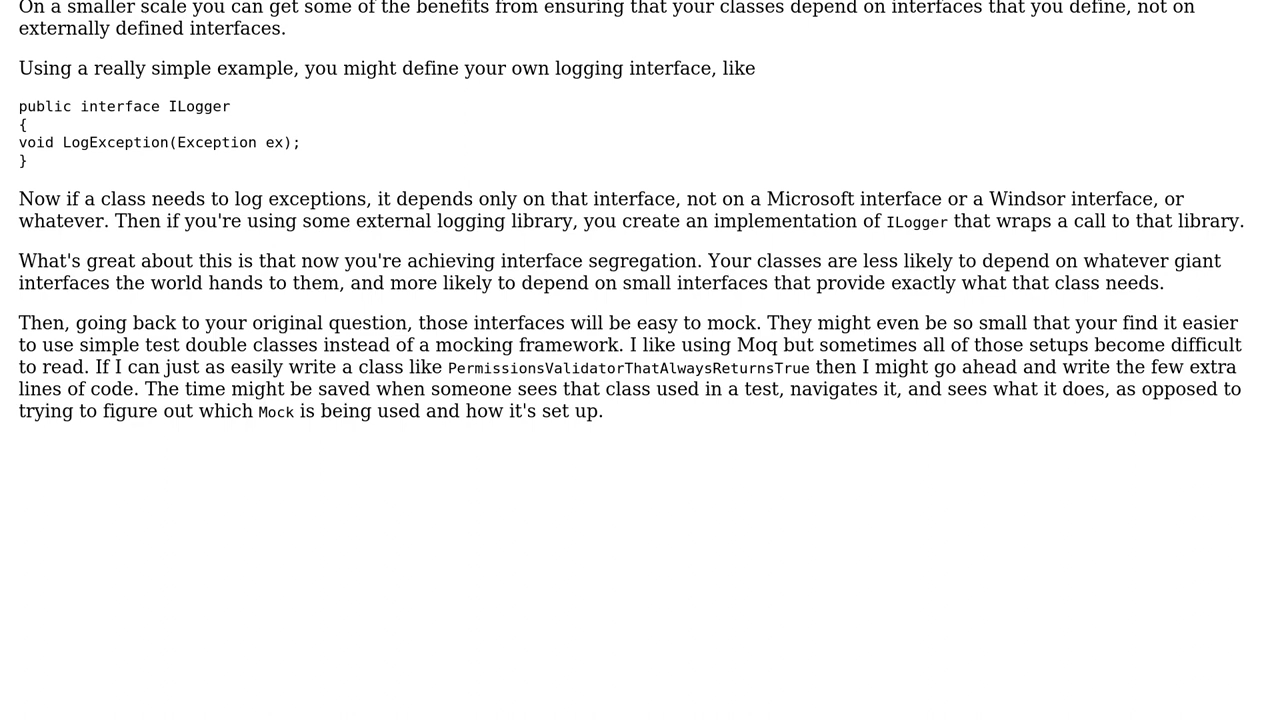 On a smaller scale you can get some of the benefits from ensuring that your classes depend on interfaces that you define, not on
externally defined interfaces.
Using a really simple example, you might define your own logging interface, like
public interface ILogger
{
void LogException(Exception ex);
}
Now if a class needs to log exceptions, it depends only on that interface, not on a Microsoft interface or a Windsor interface, or
whatever. Then if you're using some external logging library, you create an implementation of ILogger that wraps a call to that library.
What's great about this is that now you're achieving interface segregation. Your classes are less likely to depend on whatever giant
interfaces the world hands to them, and more likely to depend on small interfaces that provide exactly what that class needs.
Then, going back to your original question, those interfaces will be easy to mock. They might even be so small that your find it easier
to use simple test double classes instead of a mocking framework. I like using Moq but sometimes all of those setups become difficult
to read. If I can just as easily write a class like PermissionsValidatorThatAlwaysReturnsTrue then I might go ahead and write the few extra
lines of code. The time might be saved when someone sees that class used in a test, navigates it, and sees what it does, as opposed to
trying to figure out which Mock is being used and how it's set up.